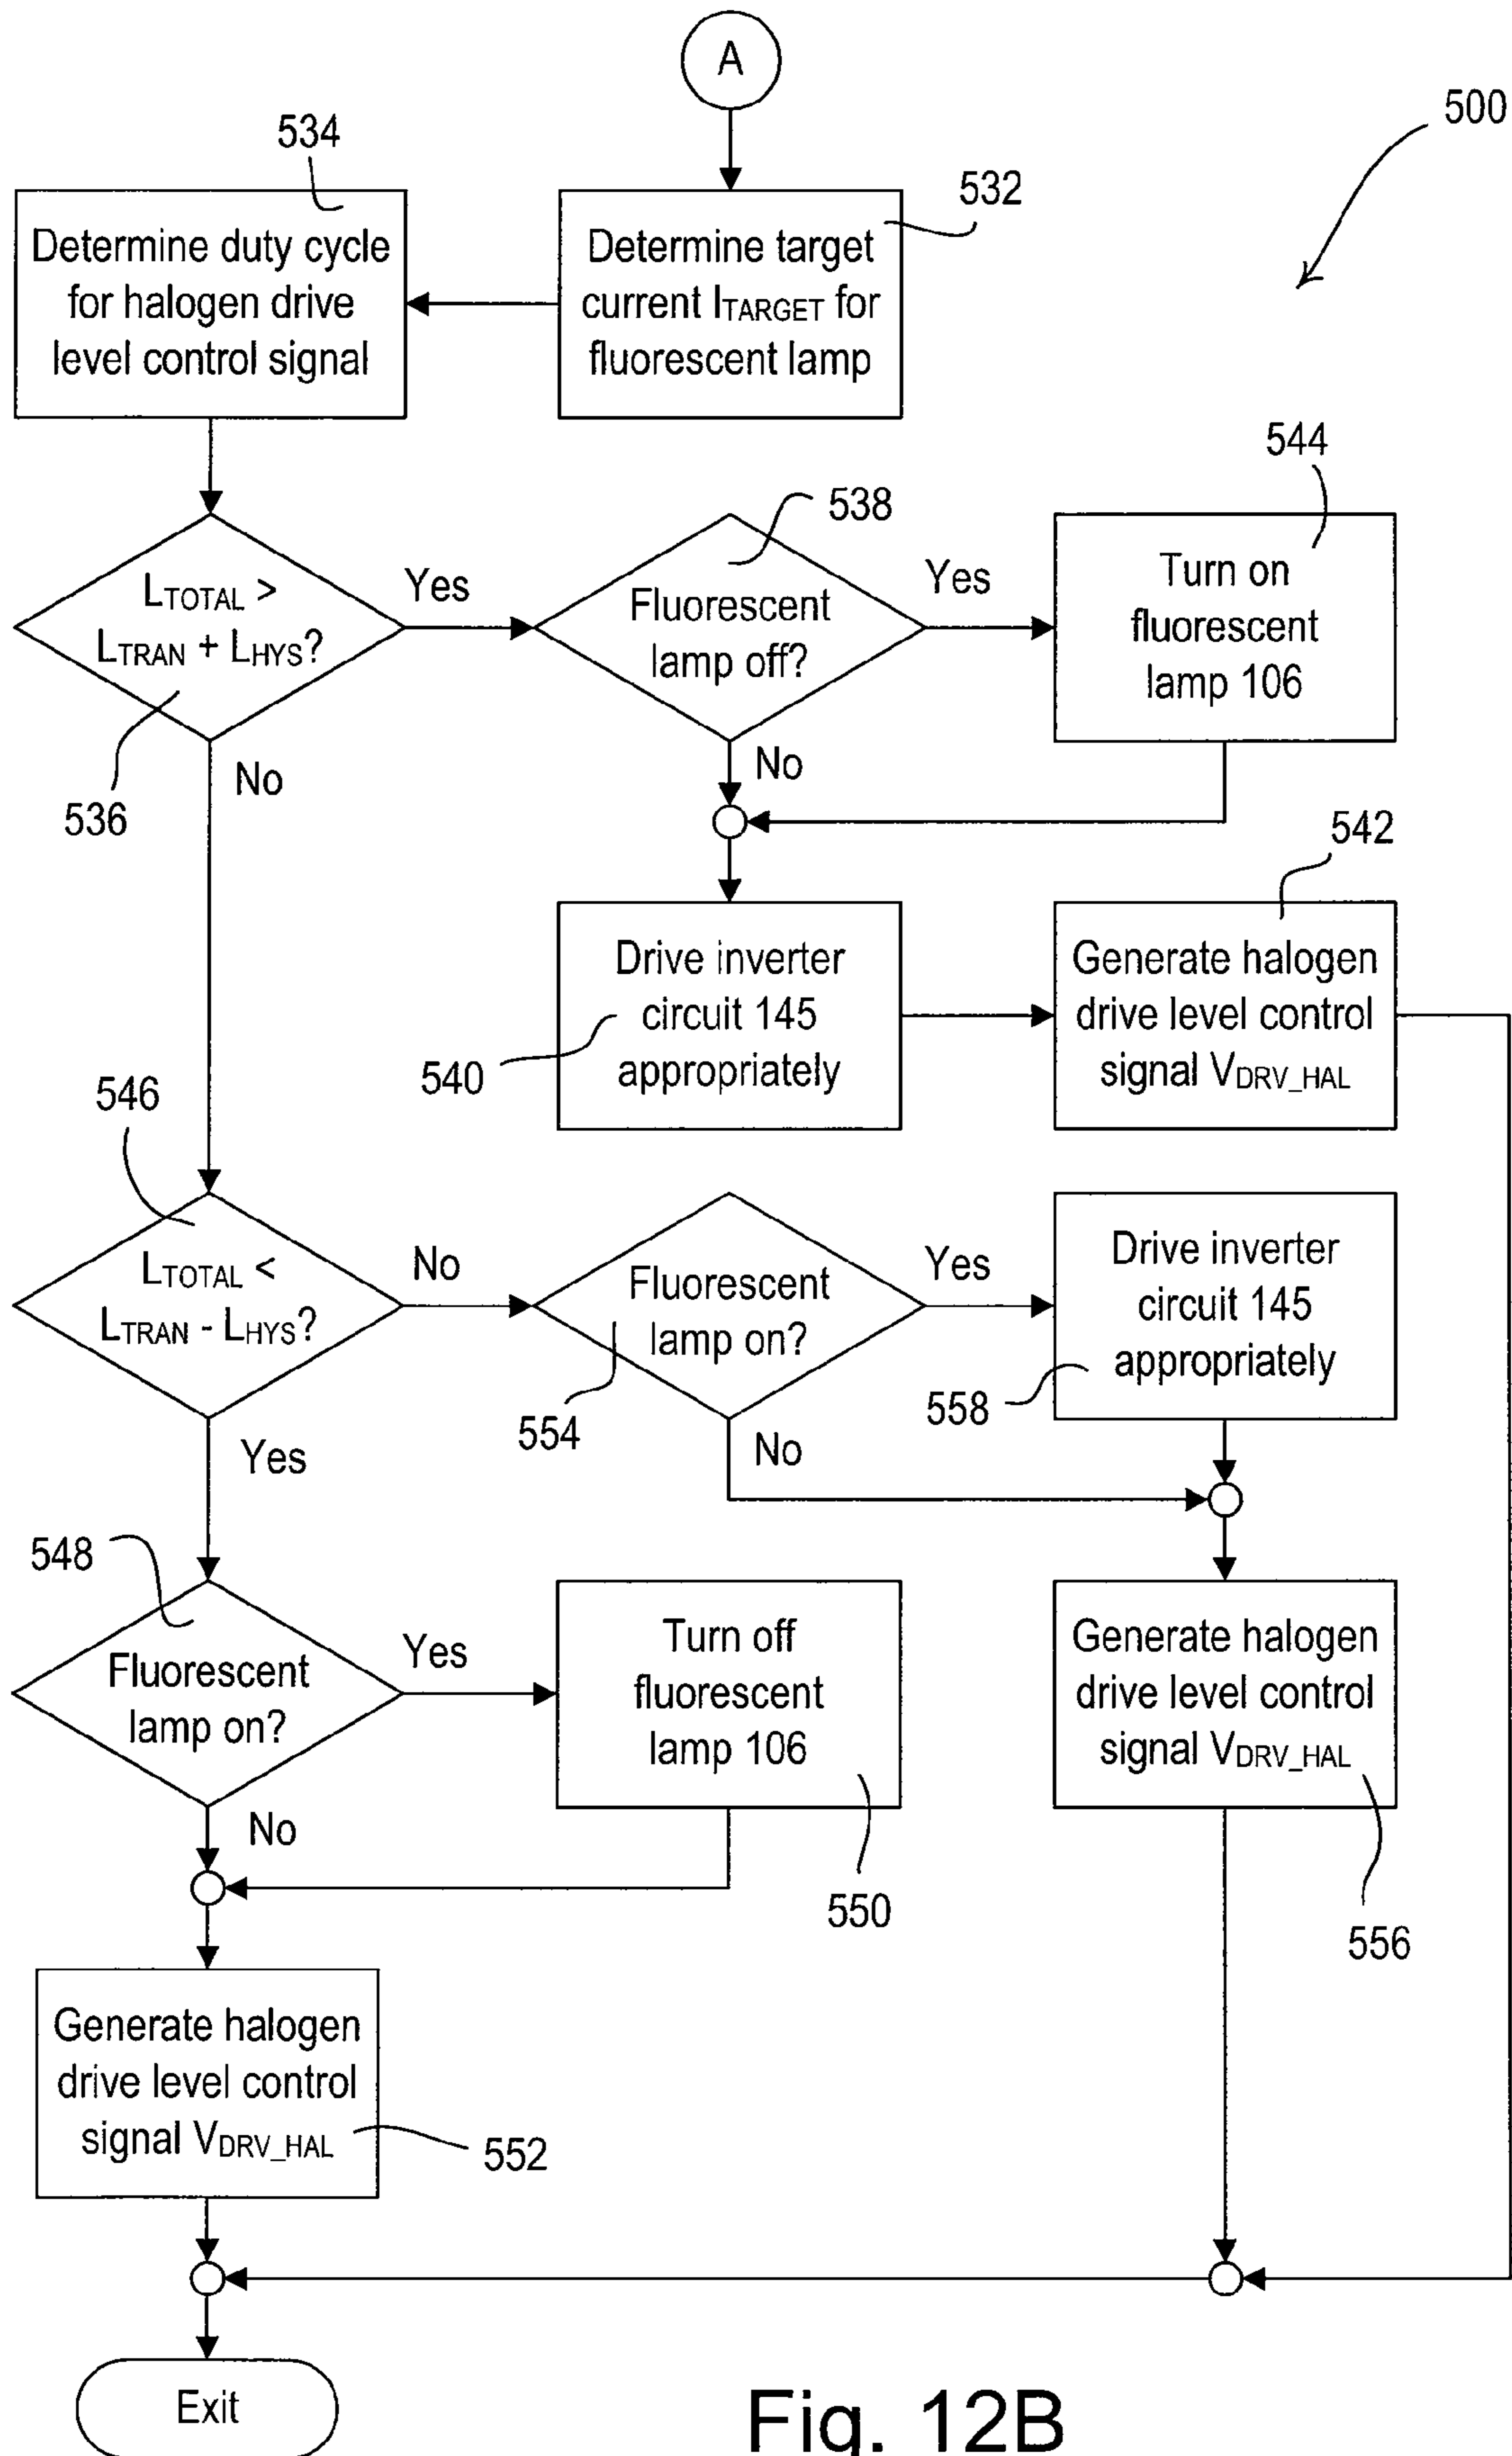 A
500
534
532
Determine duty cycle
for halogen drive
level control signal
Determine target
current ITARGET for
fluorescent lamp
544
538
LTOTAL >
LTRAN + LHYS?
Yes
Fluorescent
lamp off?
Yes
Turn on
fluorescent
lamp 106
536
No
No
542
Drive inverter
circuit 145
appropriately
540
Generate halogen
drive level control
signal VDRV_HAL
546
LTOTAL <
LTRAN - LHYS?
No
Fluorescent
lamp on?
Yes
Drive inverter
circuit 145
appropriately
554
558
Yes
No
548
Fluorescent
lamp on?
Yes
Turn off
fluorescent
lamp 106
Generate halogen
drive level control
signal VDRV_HAL
No
550
556
Generate halogen
drive level control
signal VDRV_HAL
552
Exit
Fig. 12B